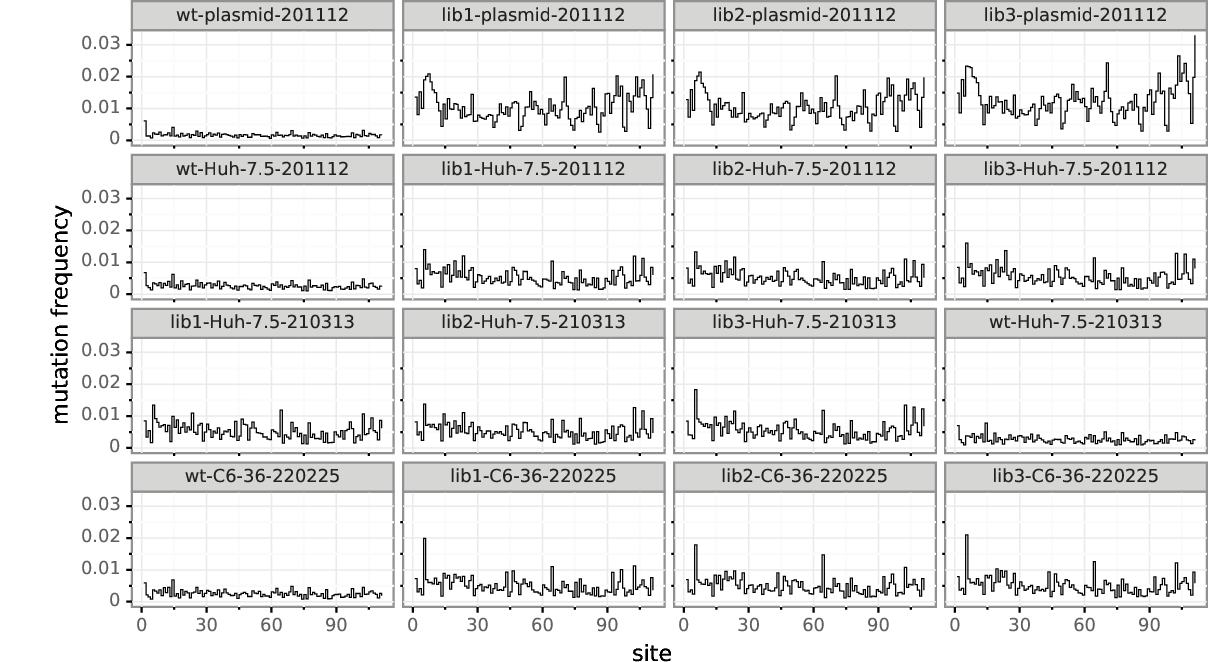 wt-plasmid-201112 lib1-plasmid-201112 lib2-plasmid-201112 lib3-plasmid-201112
0.03
0.02
0.01
0
wt-Huh-7.5-201112 lib1-Huh-7.5-201112 lib2-Huh-7.5-201112 lib3-Huh-7.5-201112
0.03
0.02
0.01
0
mutation frequency
lib1-Huh-7.5-210313 lib2-Huh-7.5-210313 lib3-Huh-7.5-210313 wt-Huh-7.5-210313
0.03
0.02
0.01
0
wt-C6-36-220225 lib1-C6-36-220225 lib2-C6-36-220225 lib3-C6-36-220225
0.03
0.02
0.01
0
0 30 60 90 0 30 60 90 0 30 60 90 0 30 60 90
site